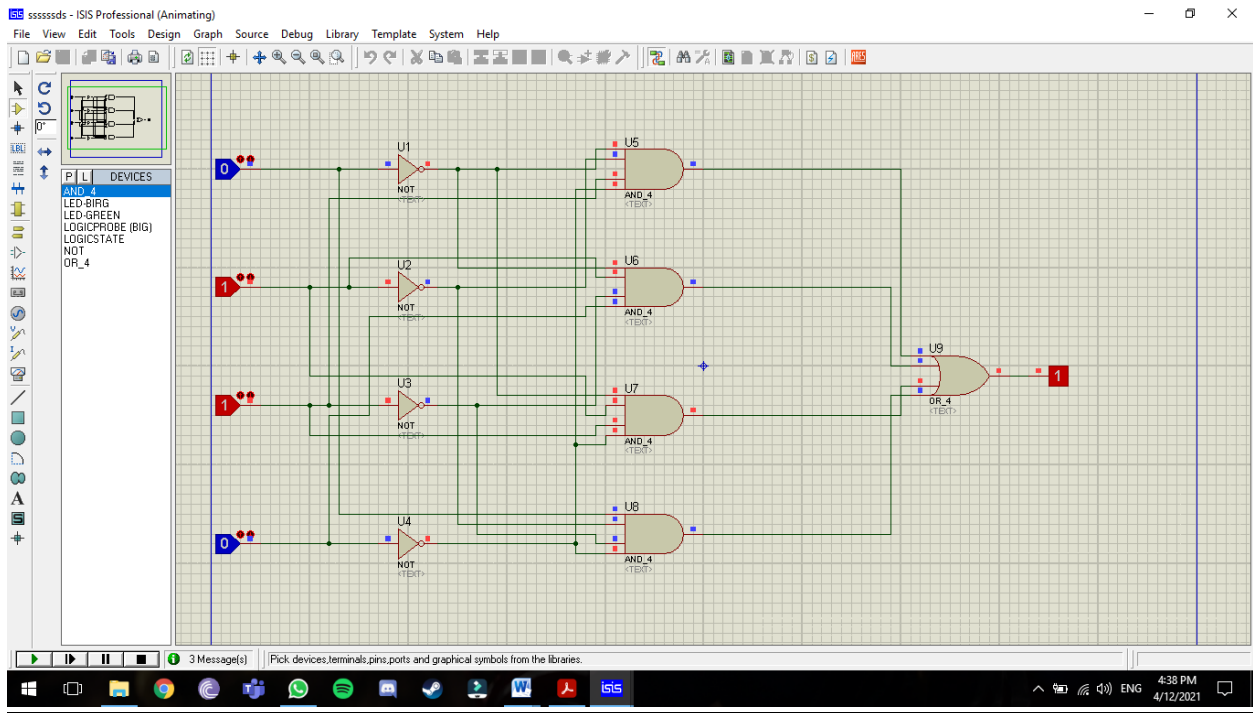 ssssssds - ISIS Professional (Animating)
File View Edit Tools Design Graph Source Debug Library Template System Help
0°
P L DEVICES
AND_4
LED-BIRG
LED-GREEN
LOGICPROBE (BIG)
LOGICSTATE
NOT
OR_4
LBL
A
S
V
I
ARES
0
U1
NOT
<TEXT>
U5
AND_4
<TEXT>
1
U2
NOT
<TEXT>
U6
AND_4
<TEXT>
U9
OR_4
<TEXT>
1
1
U3
NOT
<TEXT>
U7
AND_4
<TEXT>
0
U4
NOT
<TEXT>
U8
AND_4
<TEXT>
3 Message(s)
Pick devices,terminals,pins,ports and graphical symbols from the libraries.
isis
ENG
4:38 PM
4/12/2021